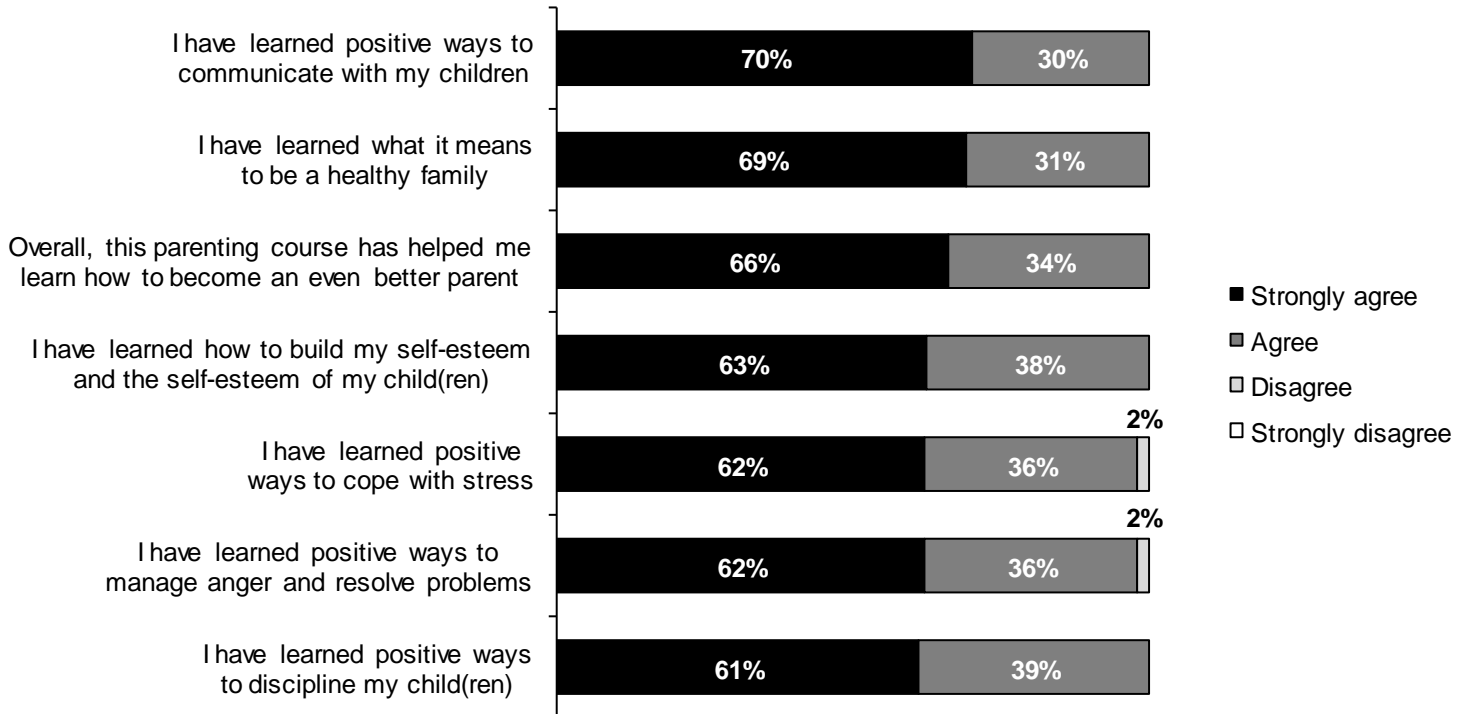 I have learned positive ways to
communicate with my children
70%
30%
I have learned what it means
to be a healthy family
69%
31%
Overall, this parenting course has helped me
learn how to become an even better parent
66%
34%
I have learned how to build my self-esteem
and the self-esteem of my child(ren)
63%
38%
I have learned positive
ways to cope with stress
62%
36%
2%
I have learned positive ways to
manage anger and resolve problems
62%
36%
2%
I have learned positive ways
to discipline my child(ren)
61%
39%
Strongly agree
Agree
Disagree
Strongly disagree